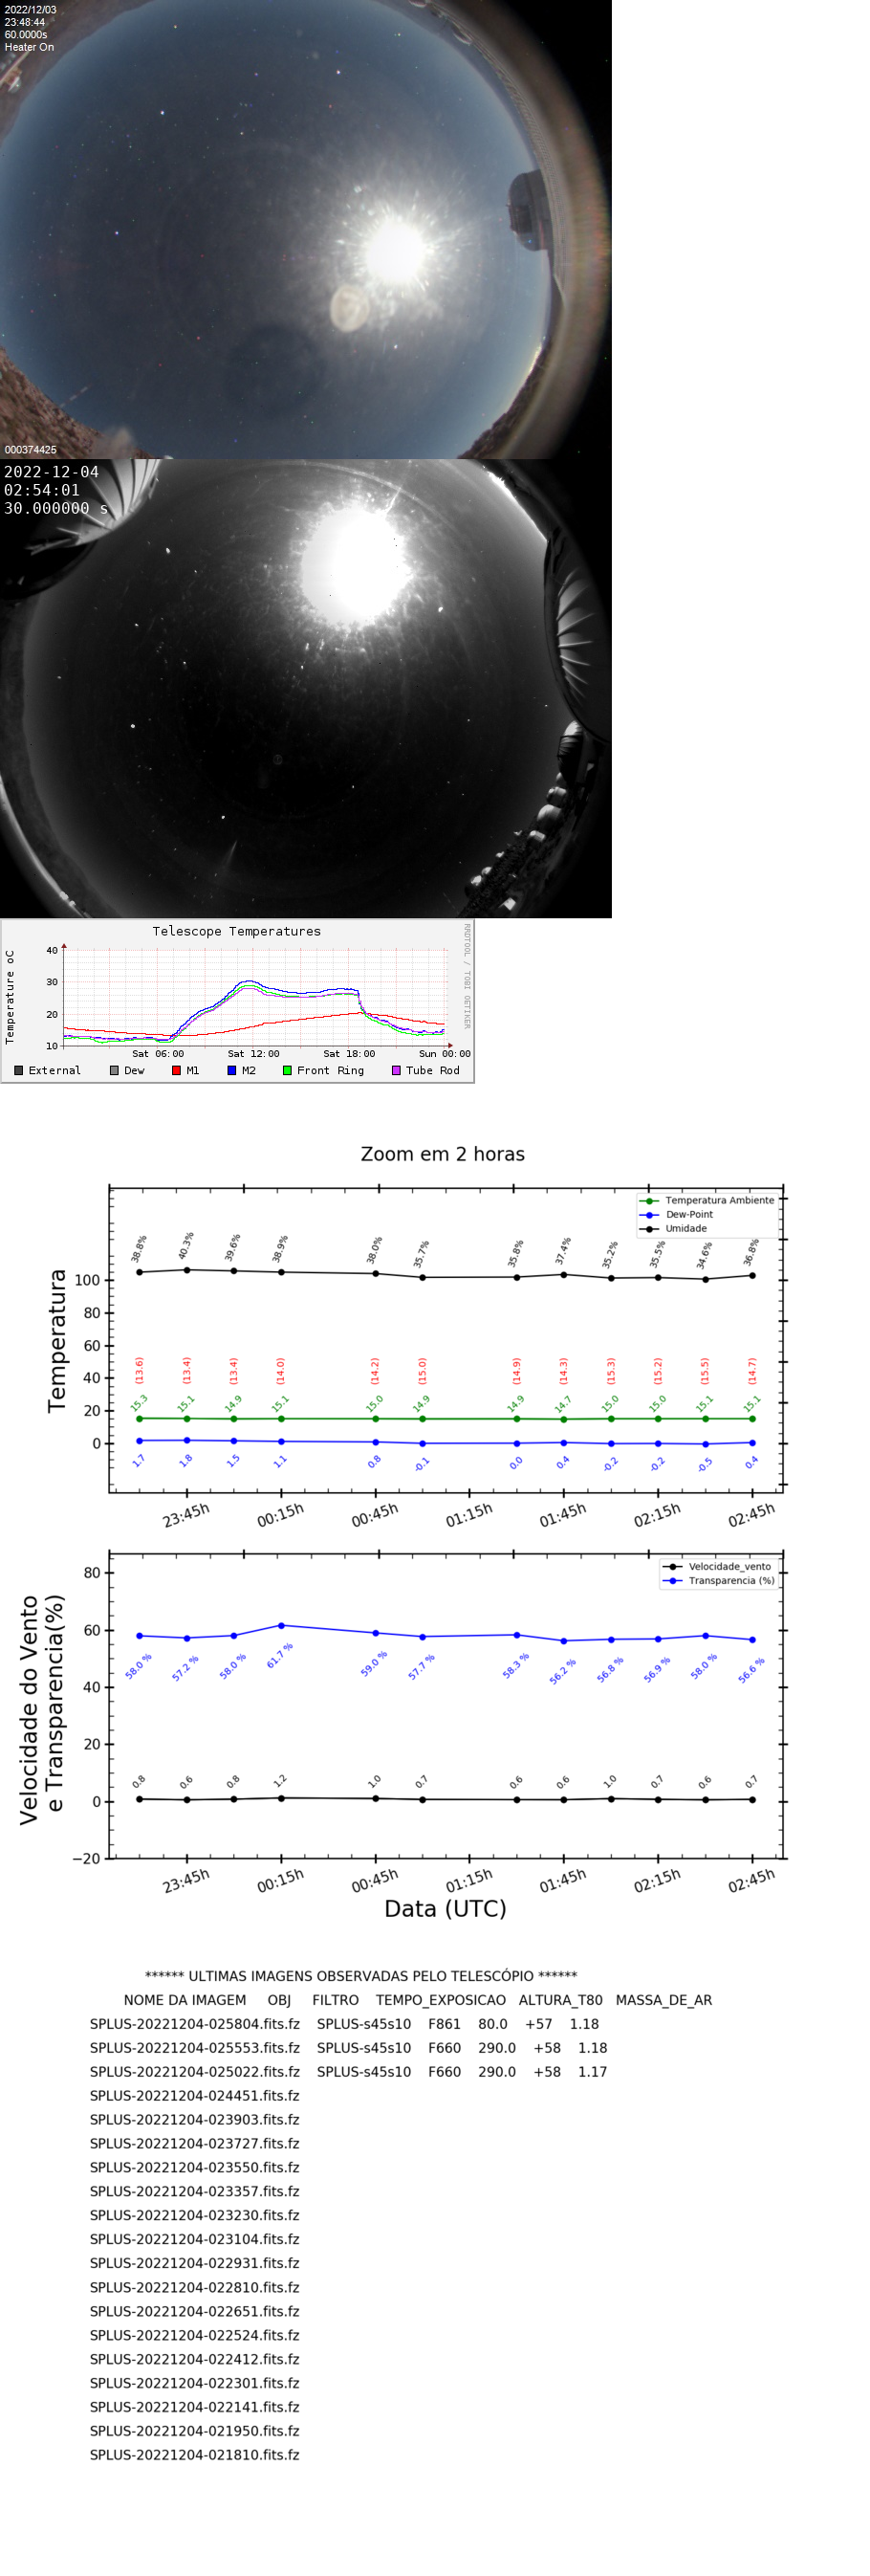 2022/12/03
23:48:44
60.0000s
Heater On
000374425
2022-12-04
02:54:01
30.000000 s
Telescope Temperatures
RRDTOOL / TOBI OETIKER
Temperature oC
40
30
20
10
Sat 06:00 Sat 12:00 Sat 18:00 Sun 00:00
External Dew M1 M2 Front Ring Tube Rod
Zoom em 2 horas
Temperatura Ambiente
Dew-Point
Umidade
Temperatura
38.8% 40.3% 39.6% 38.9% 38.0% 35.7% 35.8% 37.4% 35.2% 35.5% 34.6% 36.8%
100
80
60
40
20
0
(13.6) (13.4) (13.4) (14.0) (14.2) (15.0) (14.9) (14.3) (15.3) (15.2) (15.5) (14.7)
15.3 15.1 14.9 15.1 15.0 14.9 14.9 14.7 15.0 15.0 15.1 15.1
1.7 1.8 1.5 1.1 0.8 -0.1 0.0 0.4 -0.2 -0.2 -0.5 0.4
23:45h 00:15h 00:45h 01:15h 01:45h 02:15h 02:45h
Velocidade_vento
Transparencia (%)
Velocidade do Vento
e Transparencia(%)
80
60
40
20
0
−20
58.0 % 57.2 % 58.0 % 61.7 % 59.0 % 57.7 % 58.3 % 56.2 % 56.8 % 56.9 % 58.0 % 56.6 %
0.8 0.6 0.8 1.2 1.0 0.7 0.6 0.6 1.0 0.7 0.6 0.7
23:45h 00:15h 00:45h 01:15h 01:45h 02:15h 02:45h
Data (UTC)
****** ULTIMAS IMAGENS OBSERVADAS PELO TELESCÓPIO ******
NOME DA IMAGEM OBJ FILTRO TEMPO_EXPOSICAO ALTURA_T80 MASSA_DE_AR
SPLUS-20221204-025804.fits.fz SPLUS-s45s10 F861 80.0 +57 1.18
SPLUS-20221204-025553.fits.fz SPLUS-s45s10 F660 290.0 +58 1.18
SPLUS-20221204-025022.fits.fz SPLUS-s45s10 F660 290.0 +58 1.17
SPLUS-20221204-024451.fits.fz
SPLUS-20221204-023903.fits.fz
SPLUS-20221204-023727.fits.fz
SPLUS-20221204-023550.fits.fz
SPLUS-20221204-023357.fits.fz
SPLUS-20221204-023230.fits.fz
SPLUS-20221204-023104.fits.fz
SPLUS-20221204-022931.fits.fz
SPLUS-20221204-022810.fits.fz
SPLUS-20221204-022651.fits.fz
SPLUS-20221204-022524.fits.fz
SPLUS-20221204-022412.fits.fz
SPLUS-20221204-022301.fits.fz
SPLUS-20221204-022141.fits.fz
SPLUS-20221204-021950.fits.fz
SPLUS-20221204-021810.fits.fz